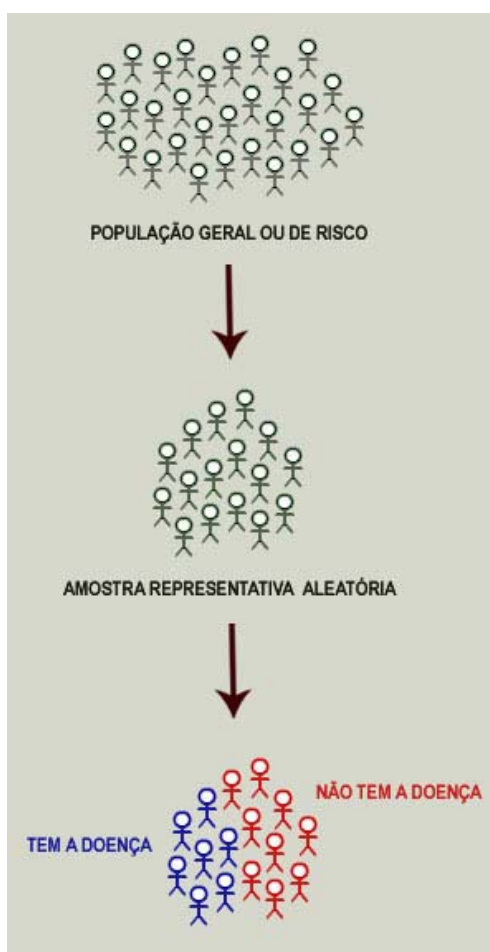 POPULAÇÃO GERAL OU DE RISCO
AMOSTRA REPRESENTATIVA ALEATÓRIA
NÃO TEM A DOENÇA
TEM A DOENÇA